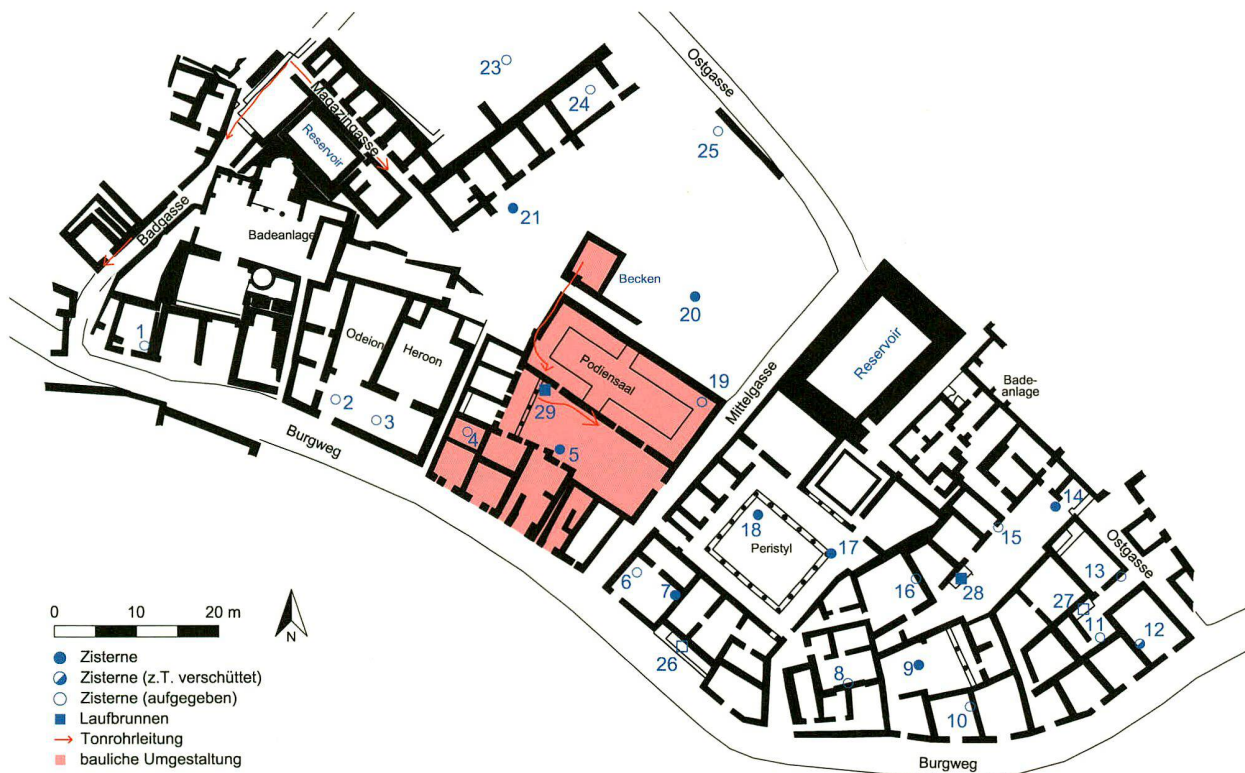 23
24
Ostgasse
25
Magazingasse
Reservoir
21
Badgasse
Badeanlage
Becken
20
1
Odeion
Heroon
Podiensaal
19
Mittelgasse
Reservoir
Bade-
anlage
2
3
29
4
5
Burgweg
14
18
Peristyl
17
15
Ostgasse
6
7
16
28
13
27
11
12
26
8
9
10
Burgweg
0 10 20 m
N
Zisterne
Zisterne (z.T. verschüttet)
Zisterne (aufgegeben)
Laufbrunnen
Tonrohrleitung
bauliche Umgestaltung